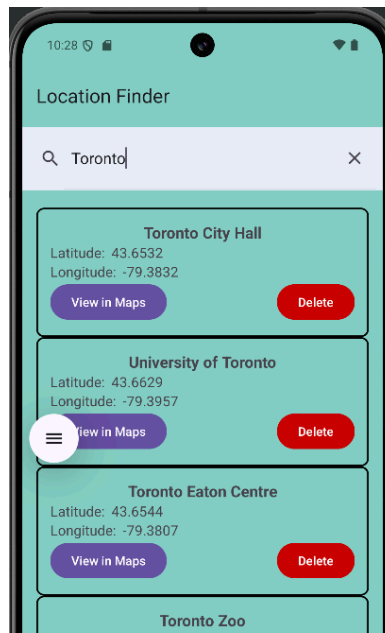 10:28
Location Finder
Toronto
Toronto City Hall
Latitude: 43.6532
Longitude: -79.3832
View in Maps Delete
University of Toronto
Latitude: 43.6629
Longitude: -79.3957
iew in Maps Delete
Toronto Eaton Centre
Latitude: 43.6544
Longitude: -79.3807
View in Maps Delete
Toronto Zoo